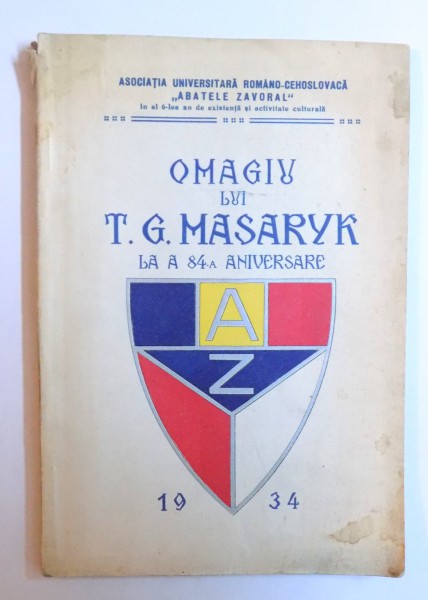 ASOCIAȚIA UNIVERSITARĂ ROMÂNO-CEHOSLOVACĂ
„ABATELE ZAVORAL"
în al 6-lea an de existență și activitate culturală
OMAGIU
LUI
T. G. MASARYK
LA A 84-A ANIVERSARE
A
Z
19 34